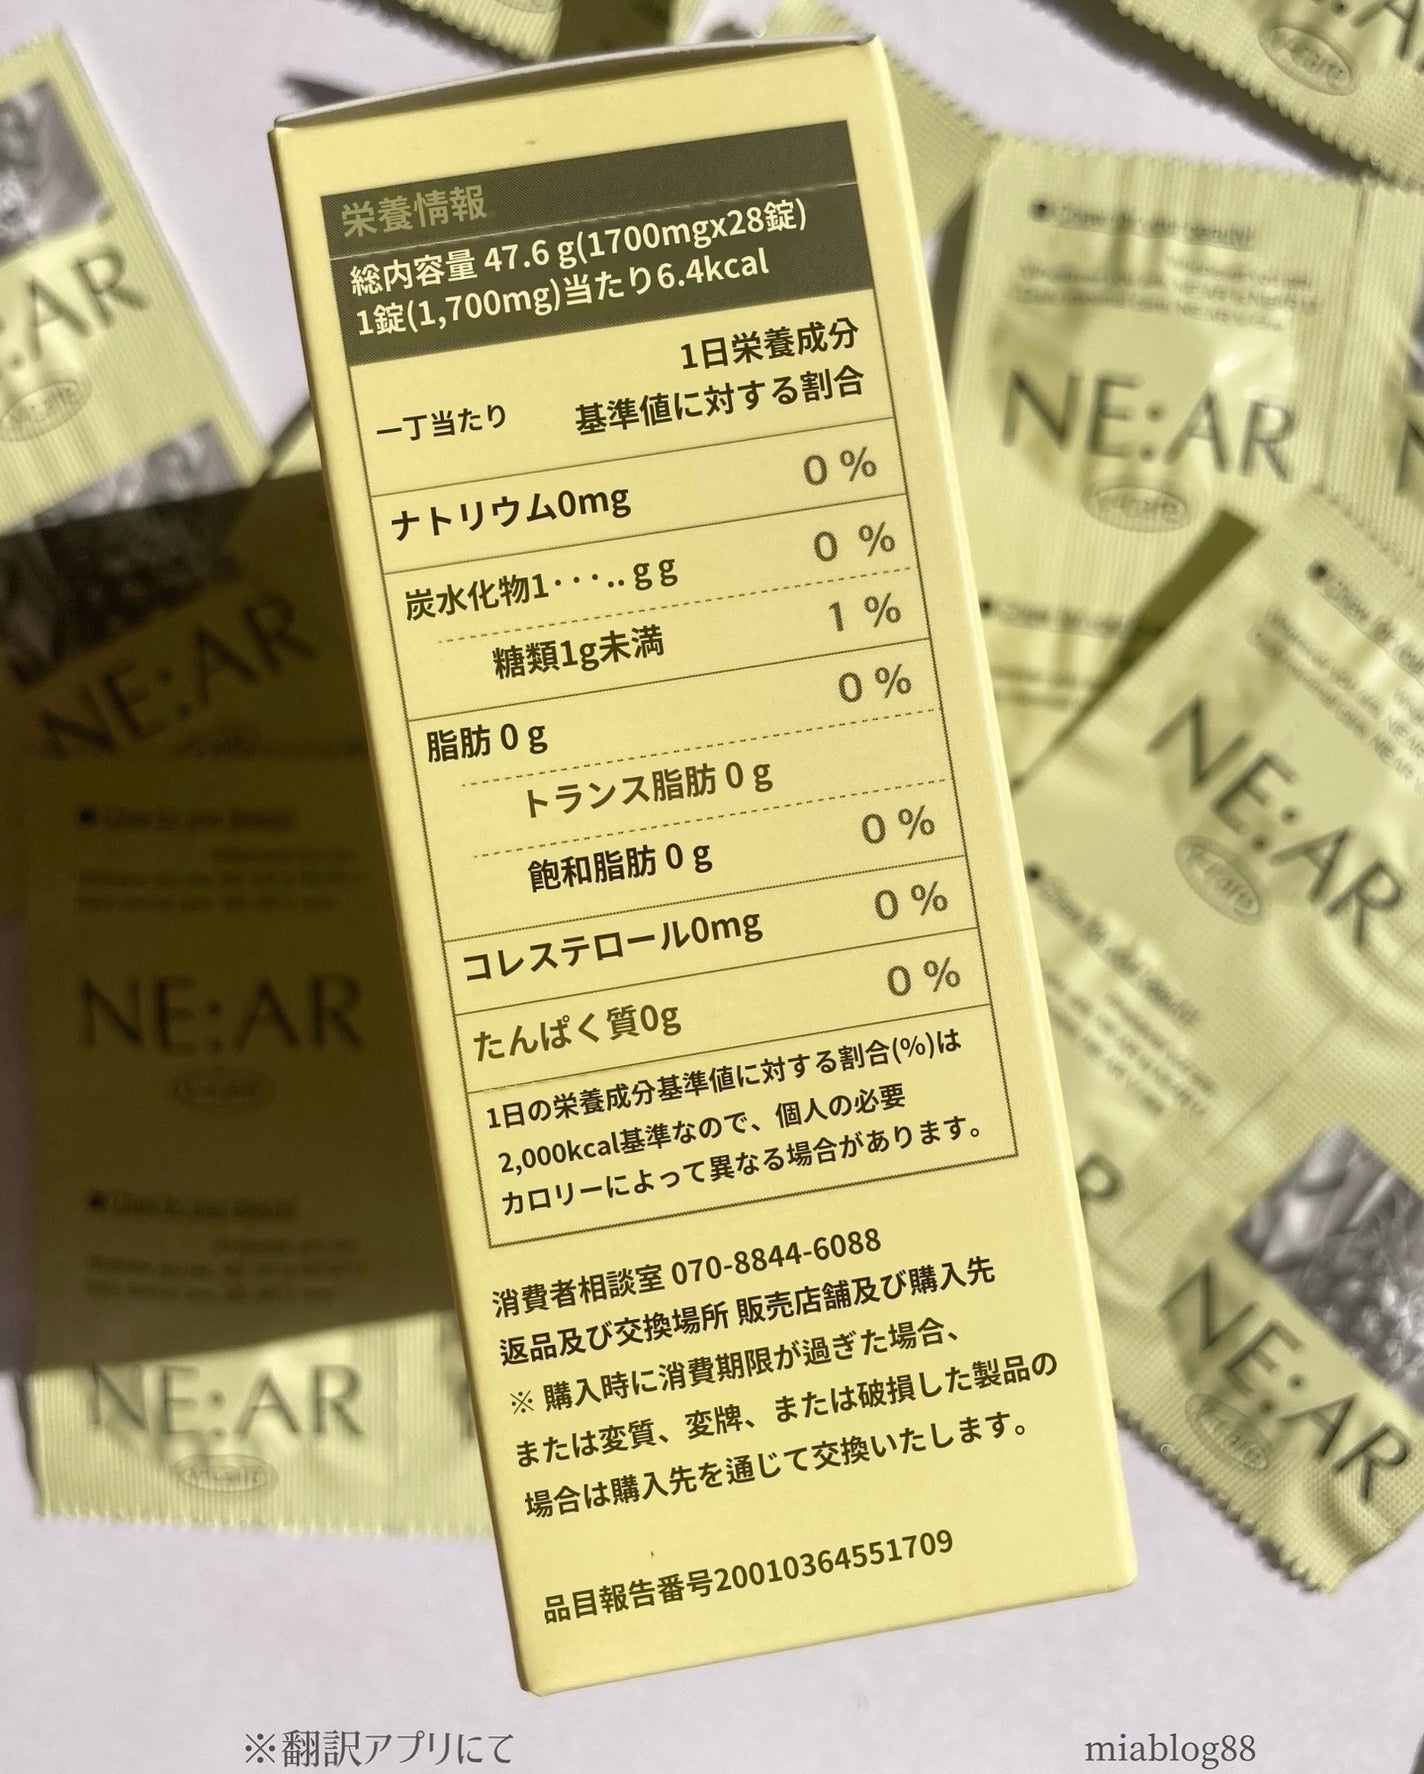 栄養情報
総内容量 47.6 g(1700mgx28錠)
1錠(1,700mg)当たり6.4kcal
1日栄養成分
一丁当たり 基準値に対する割合
ナトリウム0mg 0 %
炭水化物1･･･.. g g 0 %
糖類1g未満 1 %
脂肪 0 g 0 %
トランス脂肪 0 g
飽和脂肪 0 g 0 %
コレステロール0mg 0 %
たんぱく質0g 0 %
1日の栄養成分基準値に対する割合(%)は
2,000kcal基準なので、個人の必要
カロリーによって異なる場合があります。
消費者相談室 070-8844-6088
返品及び交換場所 販売店舗及び購入先
※ 購入時に消費期限が過ぎた場合、
または変質、変牌、または破損した製品の
場合は購入先を通じて交換いたします。
品目報告番号20010364551709
NE:AR
NE:AR
NE:AR
NE:AR
NE:AR
NE:AR
※翻訳アプリにて
miablog88